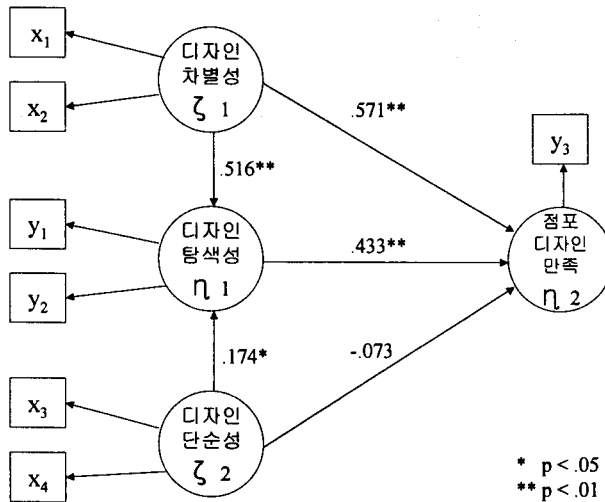 x₁
x₂
디자인
차별성
ζ 1
.571**
y₃
.516**
y₁
y₂
디자인
탐색성
η 1
.433**
점포
디자인
만족
η 2
.174*
-.073
x₃
x₄
디자인
단순성
ζ 2
* p < .05
** p < .01